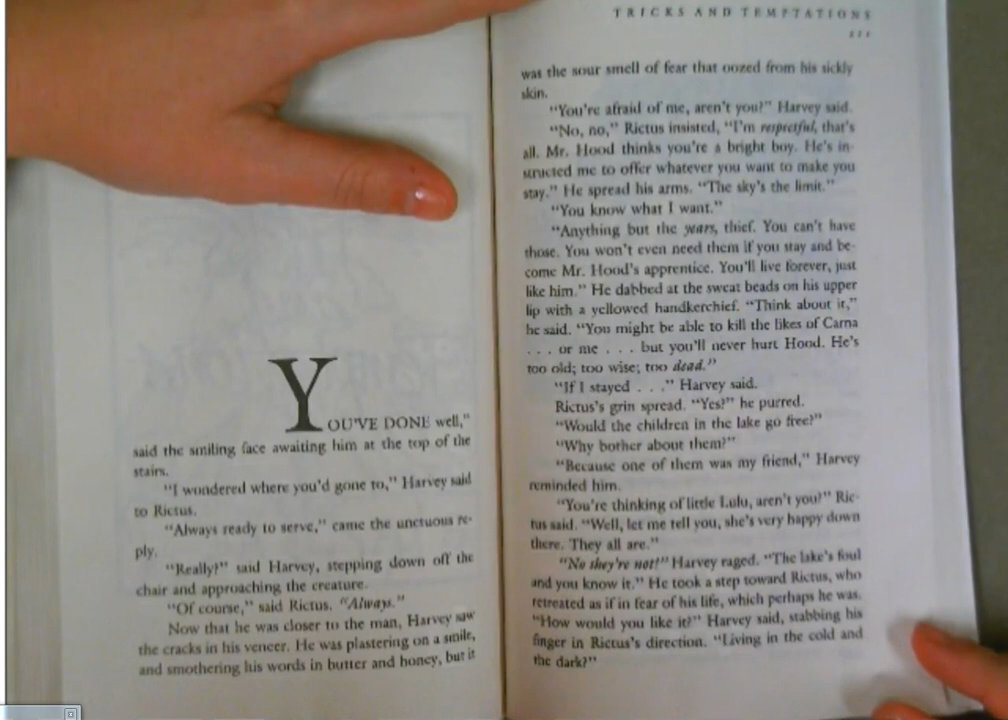 YOU'VE DONE well,"
said the smiling face awaiting him at the top of the
stairs.
"I wondered where you'd gone to," Harvey said
to Rictus.
"Always ready to serve," came the unctuous re-
ply.
"Really?" said Harvey, stepping down off the
chair and approaching the creature.
"Of course," said Rictus. "Always."
Now that he was closer to the man, Harvey saw
the cracks in his veneer. He was plastering on a smile,
and smothering his words in butter and honey, but it
TRICKS AND TEMPTATIONS
was the sour smell of fear that oozed from his sickly
skin.
"You're afraid of me, aren't you?" Harvey said.
"No, no," Rictus insisted, "I'm respectful, that's
all. Mr. Hood thinks you're a bright boy. He's in-
structed me to offer whatever you want to make you
stay." He spread his arms. "The sky's the limit."
"You know what I want."
"Anything but the years, thief. You can't have
those. You won't even need them if you stay and be-
come Mr. Hood's apprentice. You'll live forever, just
like him." He dabbed at the sweat beads on his upper
lip with a yellowed handkerchief. "Think about it,"
he said. "You might be able to kill the likes of Carna
. . . or me . . . but you'll never hurt Hood. He's
too old; too wise; too dead."
"If I stayed . . ." Harvey said.
Rictus's grin spread. "Yes?" he purred.
"Would the children in the lake go free?"
"Why bother about them?"
"Because one of them was my friend," Harvey
reminded him.
"You're thinking of little Lulu, aren't you?" Ric-
tus said. "Well, let me tell you, she's very happy down
there. They all are."
"No they're not!" Harvey raged. "The lake's foul
and you know it." He took a step toward Rictus, who
retreated as if in fear of his life, which perhaps he was.
"How would you like it?" Harvey said, stabbing his
finger in Rictus's direction. "Living in the cold and
the dark?"